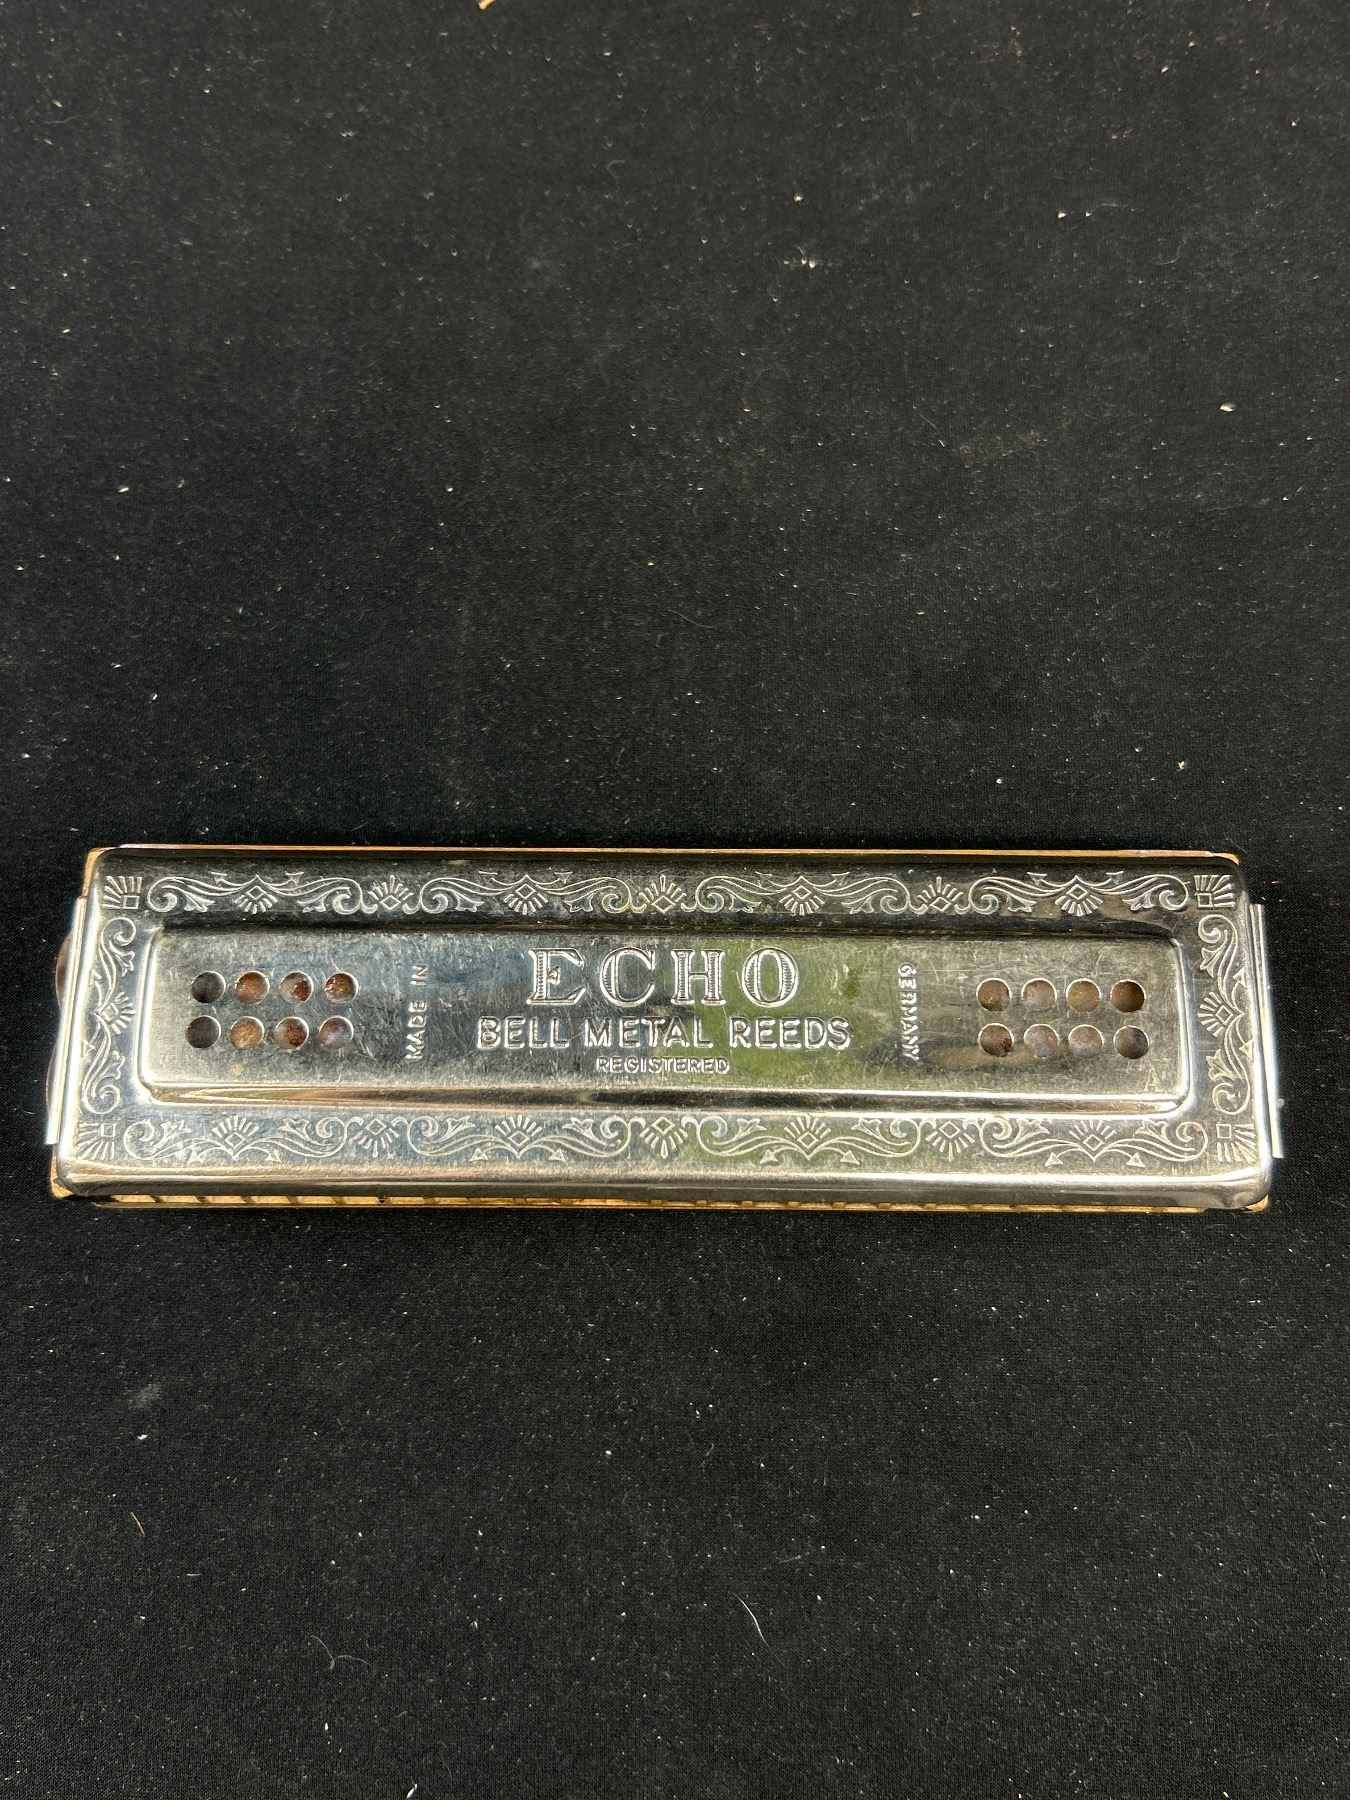 MADE IN
ECHO
BELL METAL REEDS
REGISTERED
GERMANY
A